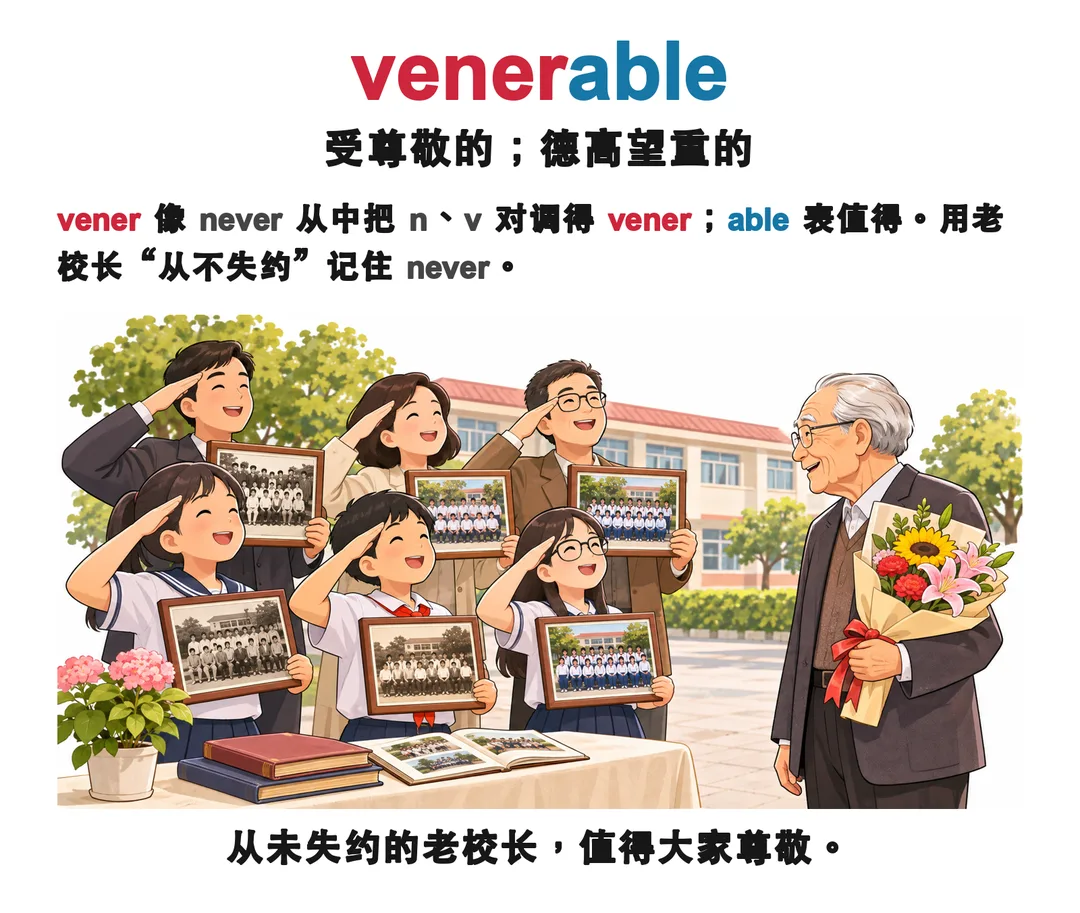 venerable
受尊敬的；德高望重的
vener 像 never 从中把 n、v 对调得 vener；able 表值得。用老
校长“从不失约”记住 never。
从未失约的老校长，值得大家尊敬。